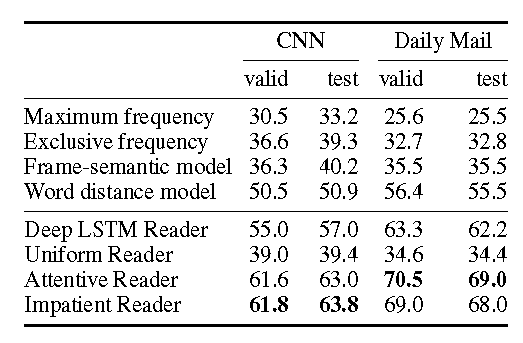 CNN Daily Mail
valid test valid test
Maximum frequency 30.5 33.2 25.6 25.5
Exclusive frequency 36.6 39.3 32.7 32.8
Frame-semantic model 36.3 40.2 35.5 35.5
Word distance model 50.5 50.9 56.4 55.5
Deep LSTM Reader 55.0 57.0 63.3 62.2
Uniform Reader 39.0 39.4 34.6 34.4
Attentive Reader 61.6 63.0 70.5 69.0
Impatient Reader 61.8 63.8 69.0 68.0